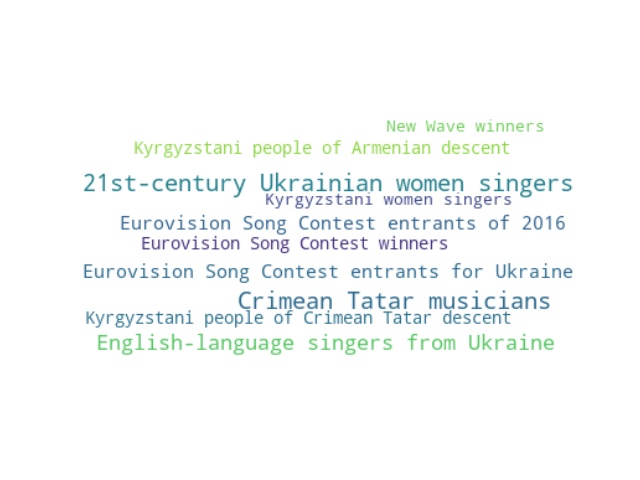 New Wave winners
Kyrgyzstani people of Armenian descent
21st-century Ukrainian women singers
Kyrgyzstani women singers
Eurovision Song Contest entrants of 2016
Eurovision Song Contest winners
Eurovision Song Contest entrants for Ukraine
Crimean Tatar musicians
Kyrgyzstani people of Crimean Tatar descent
English-language singers from Ukraine